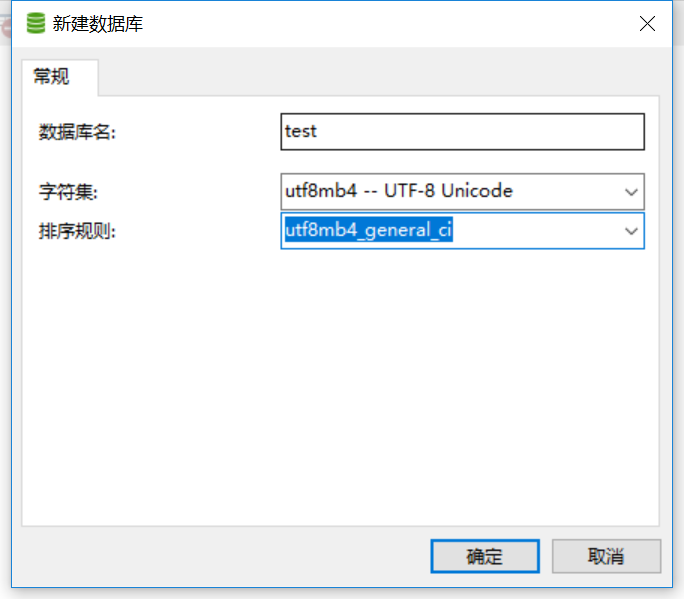 新建数据库
常规
数据库名: test
字符集: utf8mb4 -- UTF-8 Unicode
排序规则: utf8mb4_general_ci
确定 取消